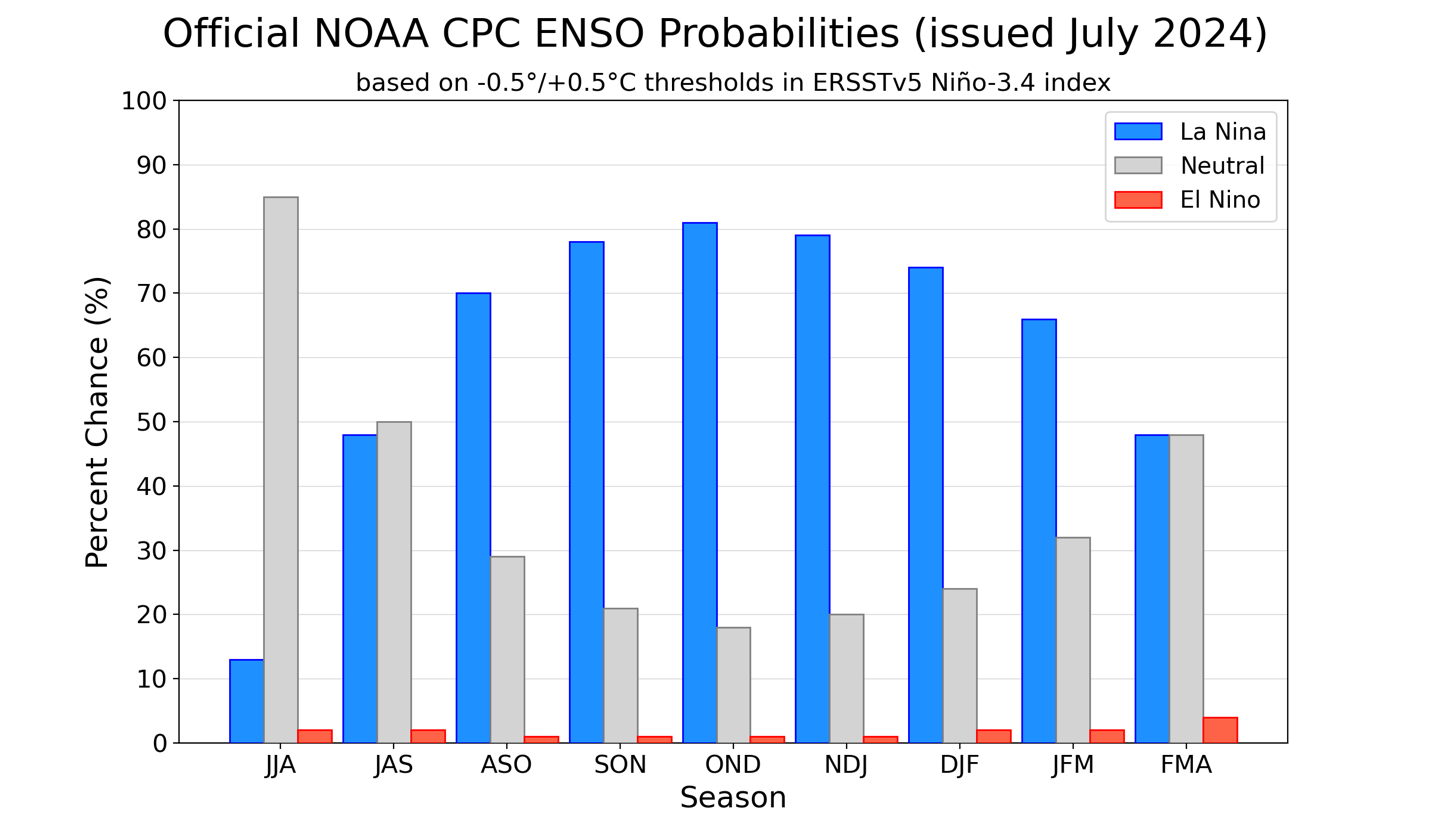 Official NOAA CPC ENSO Probabilities (issued July 2024)
based on -0.5°/+0.5°C thresholds in ERSSTv5 Niño-3.4 index
La Nina
Neutral
El Nino
Percent Chance (%)
100
90
80
70
60
50
40
30
20
10
0
JJA JAS ASO SON OND NDJ DJF JFM FMA
Season